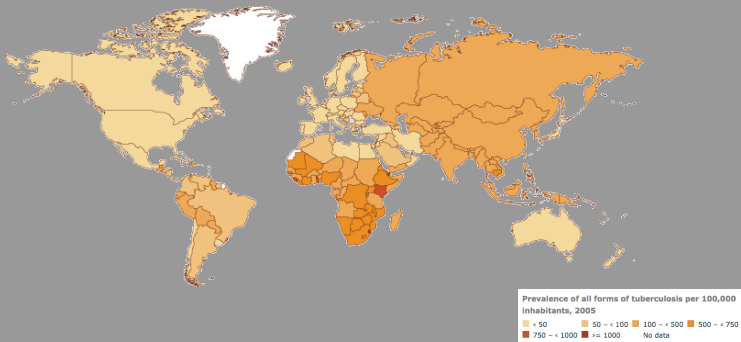 Prevalence of all forms of tuberculosis per 100,000
inhabitants, 2005
< 50 50 – < 100 100 – < 500 500 – < 750
750 – < 1000 >= 1000 No data